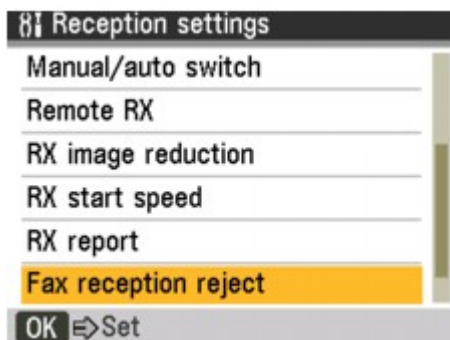 Reception settings
Manual/auto switch
Remote RX
RX image reduction
RX start speed
RX report
Fax reception reject
OK ⇨Set